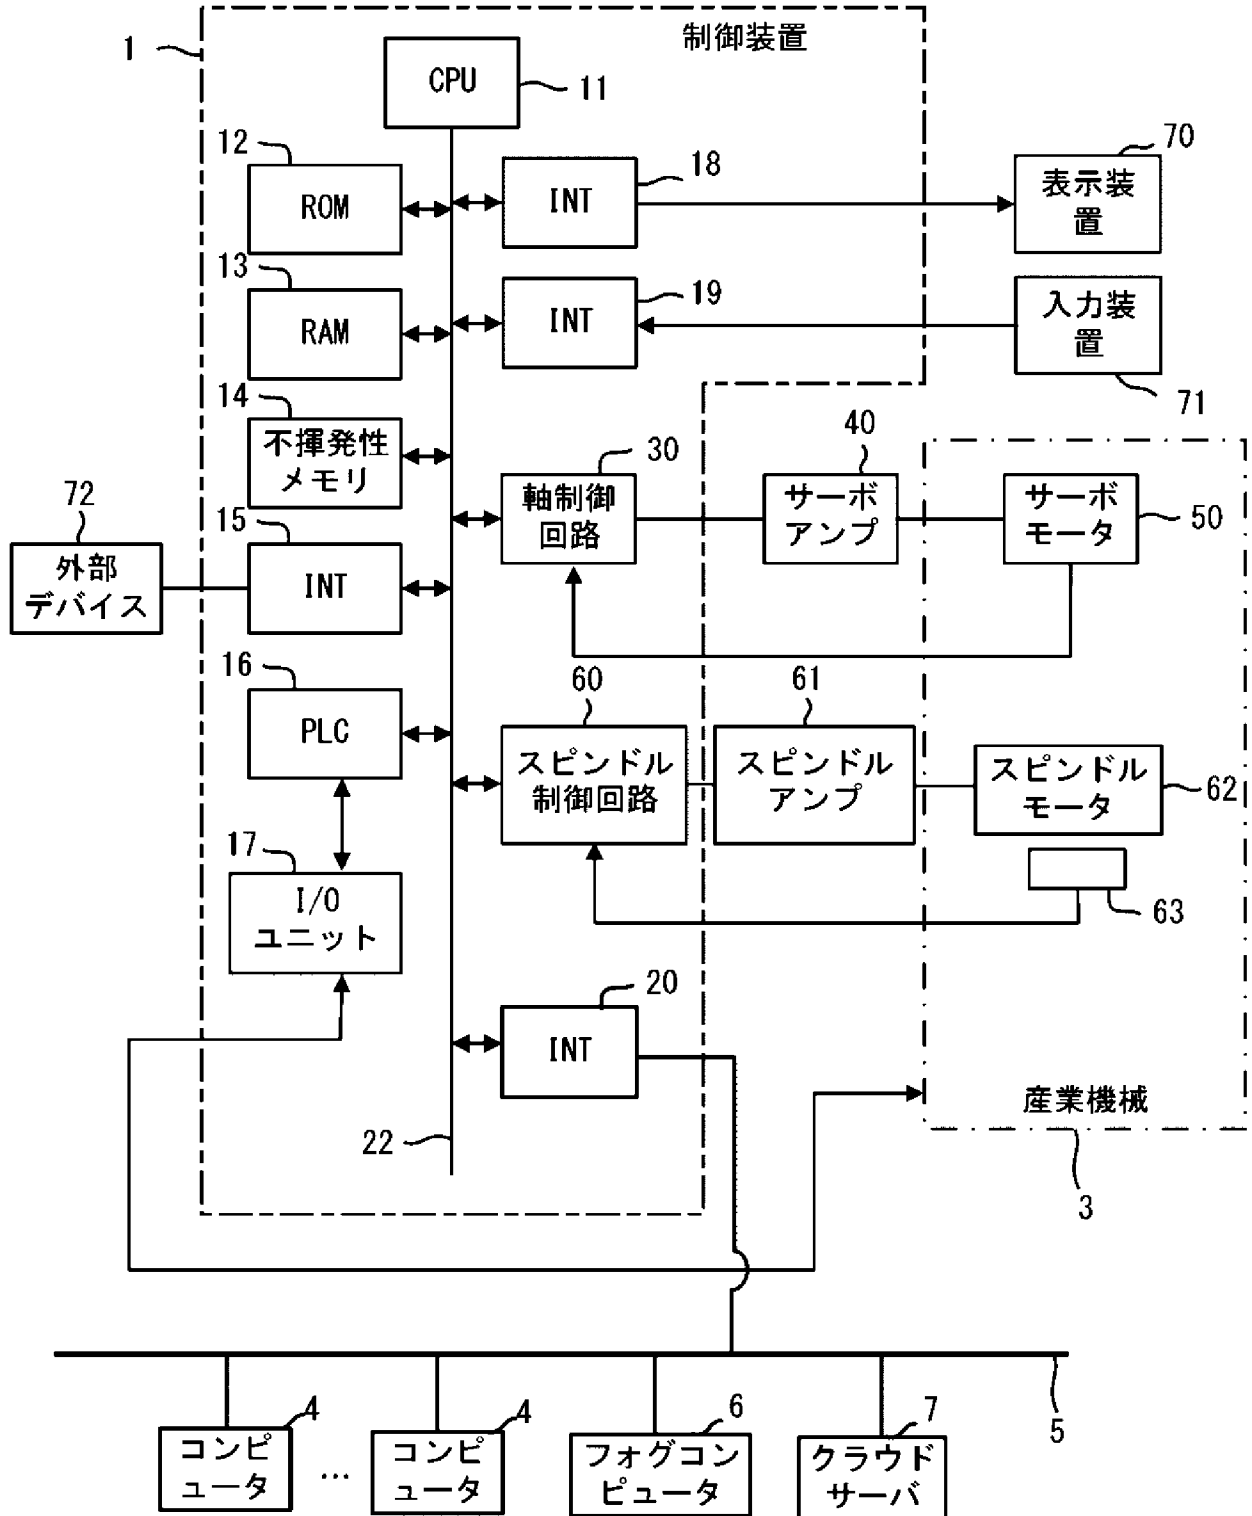 1
制御装置
CPU
11
12
ROM
18
INT
70
表示装
置
13
RAM
19
INT
入力装
置
71
14
不揮発性
メモリ
30
軸制御
回路
40
サーボ
アンプ
サーボ
モータ
50
72
外部
デバイス
15
INT
16
PLC
60
スピンドル
制御回路
61
スピンドル
アンプ
スピンドル
モータ
62
63
17
I/O
ユニット
20
INT
22
産業機械
3
5
4
コンピ
ュータ
...
4
コンピ
ュータ
6
フォグコン
ピュータ
7
クラウド
サーバ